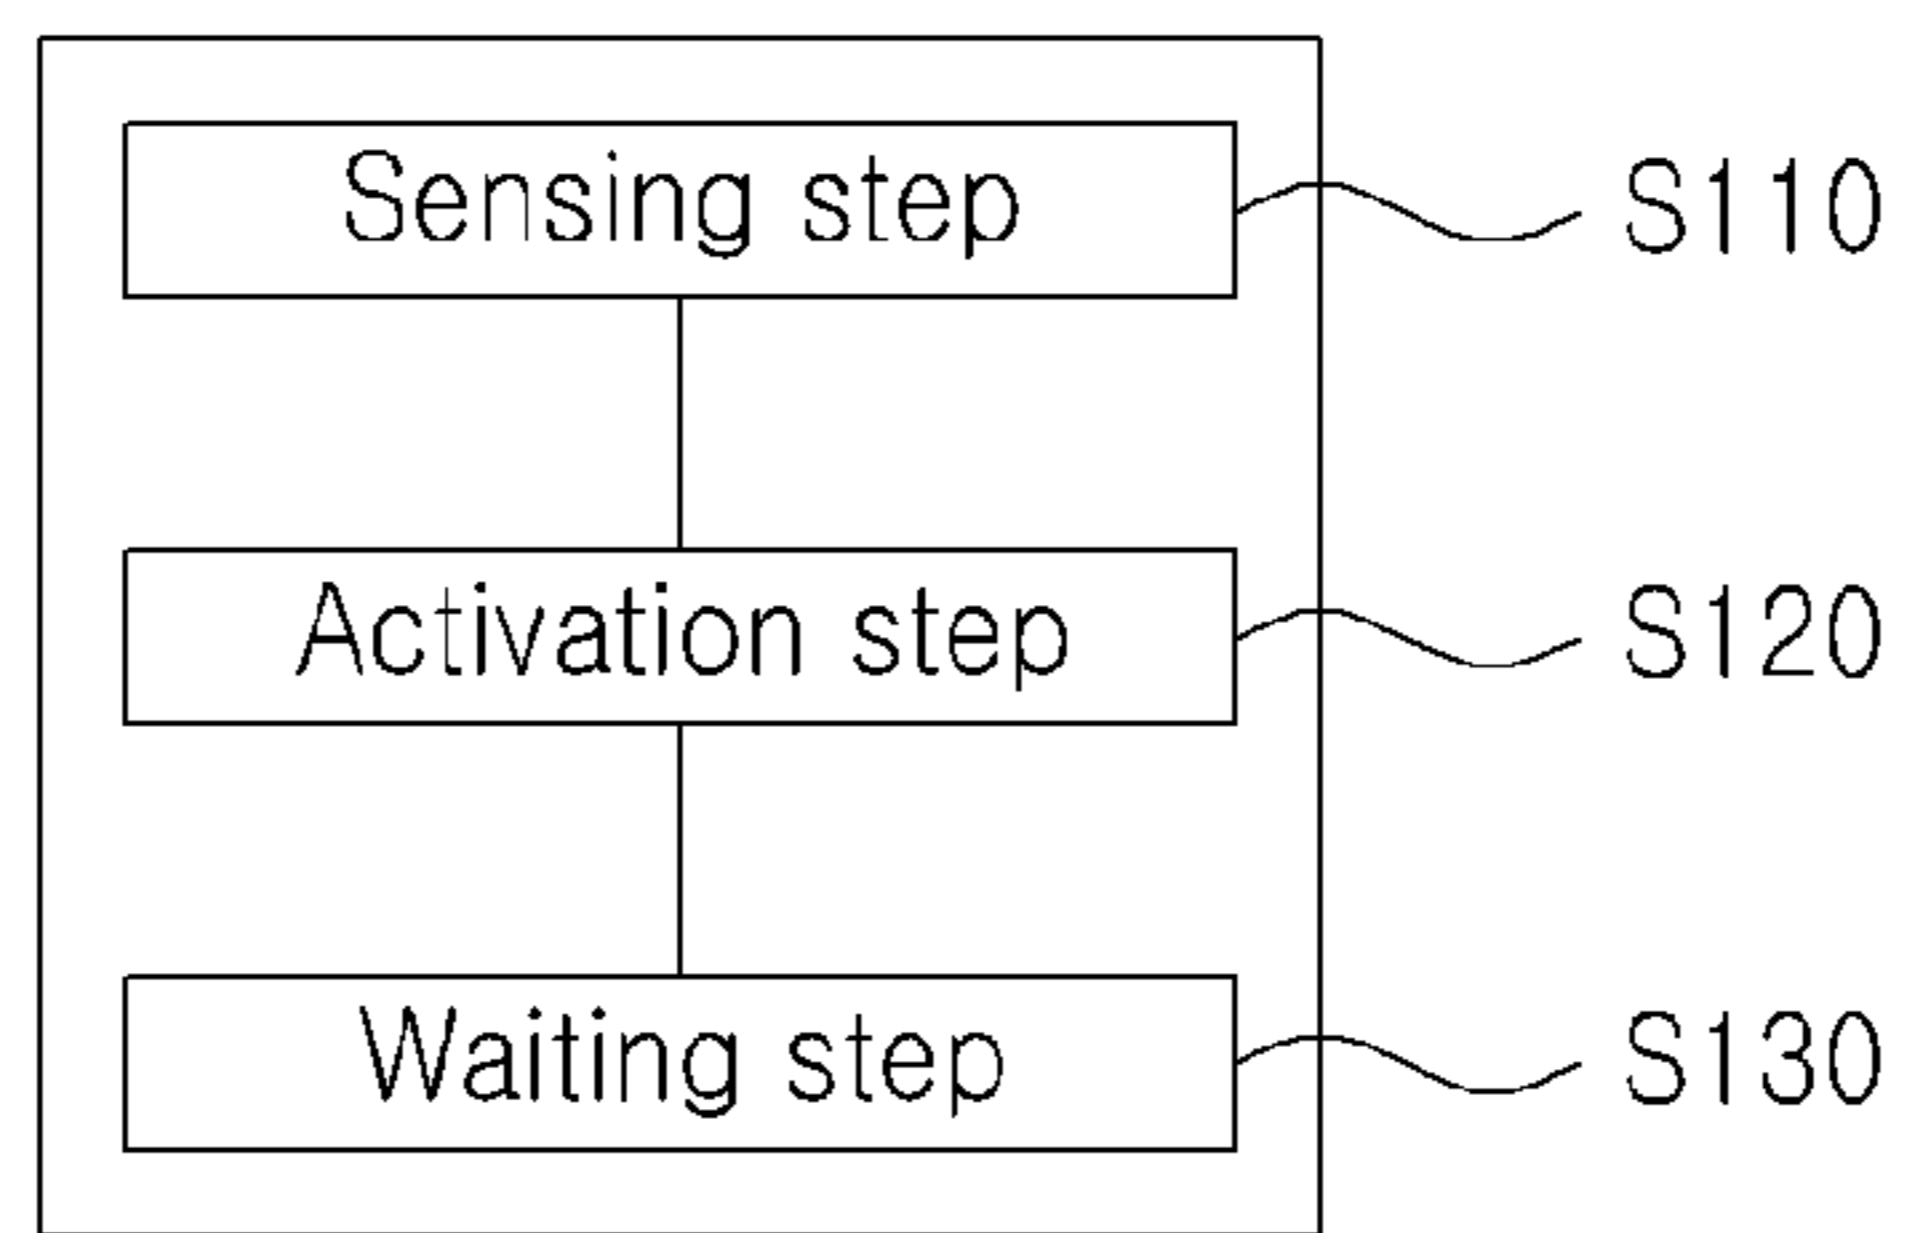 Sensing step S110
Activation step S120
Waiting step S130